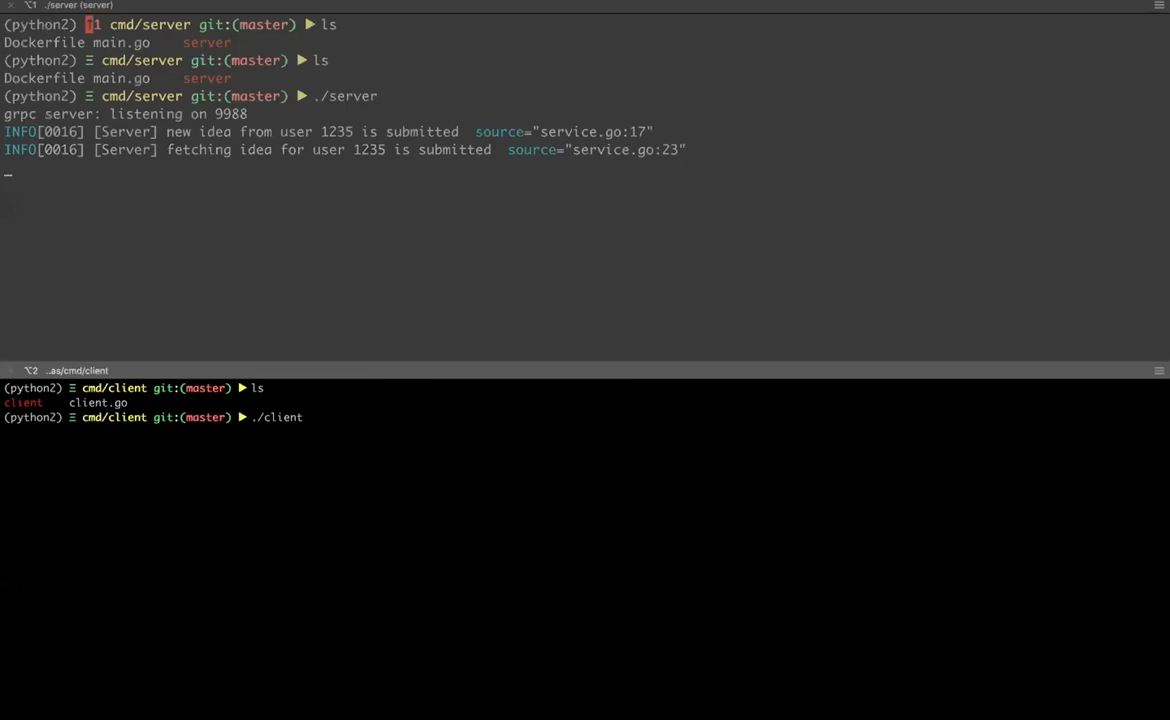 ⌥1 ./server (server)
(python2) ↑1 cmd/server git:(master) ▶ ls
Dockerfile main.go    server
(python2) Ξ cmd/server git:(master) ▶ ls
Dockerfile main.go    server
(python2) Ξ cmd/server git:(master) ▶ ./server
grpc server: listening on 9988
INFO[0016] [Server] new idea from user 1235 is submitted  source="service.go:17"
INFO[0016] [Server] fetching idea for user 1235 is submitted  source="service.go:23"
⌥2 ..as/cmd/client
(python2) Ξ cmd/client git:(master) ▶ ls
client    client.go
(python2) Ξ cmd/client git:(master) ▶ ./client